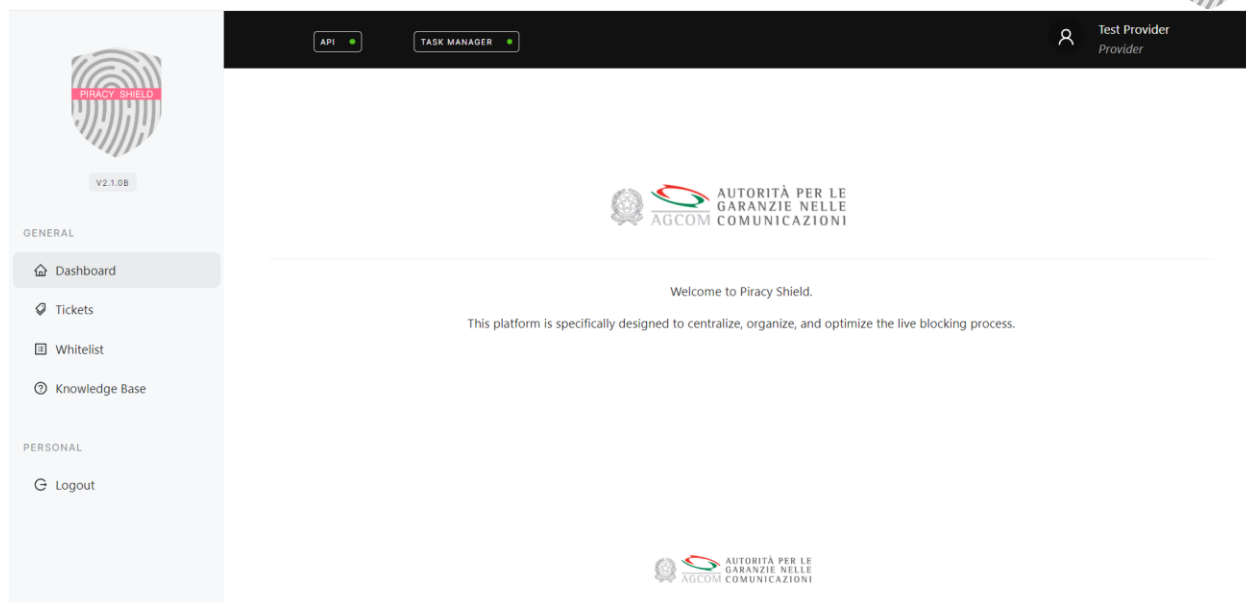 API
TASK MANAGER
Test Provider
Provider
PIRACY SHIELD
V2.1.0B
GENERAL
Dashboard
Tickets
Whitelist
Knowledge Base
PERSONAL
Logout
AGCOM
AUTORITÀ PER LE
GARANZIE NELLE
COMUNICAZIONI
Welcome to Piracy Shield.
This platform is specifically designed to centralize, organize, and optimize the live blocking process.
AGCOM
AUTORITÀ PER LE
GARANZIE NELLE
COMUNICAZIONI